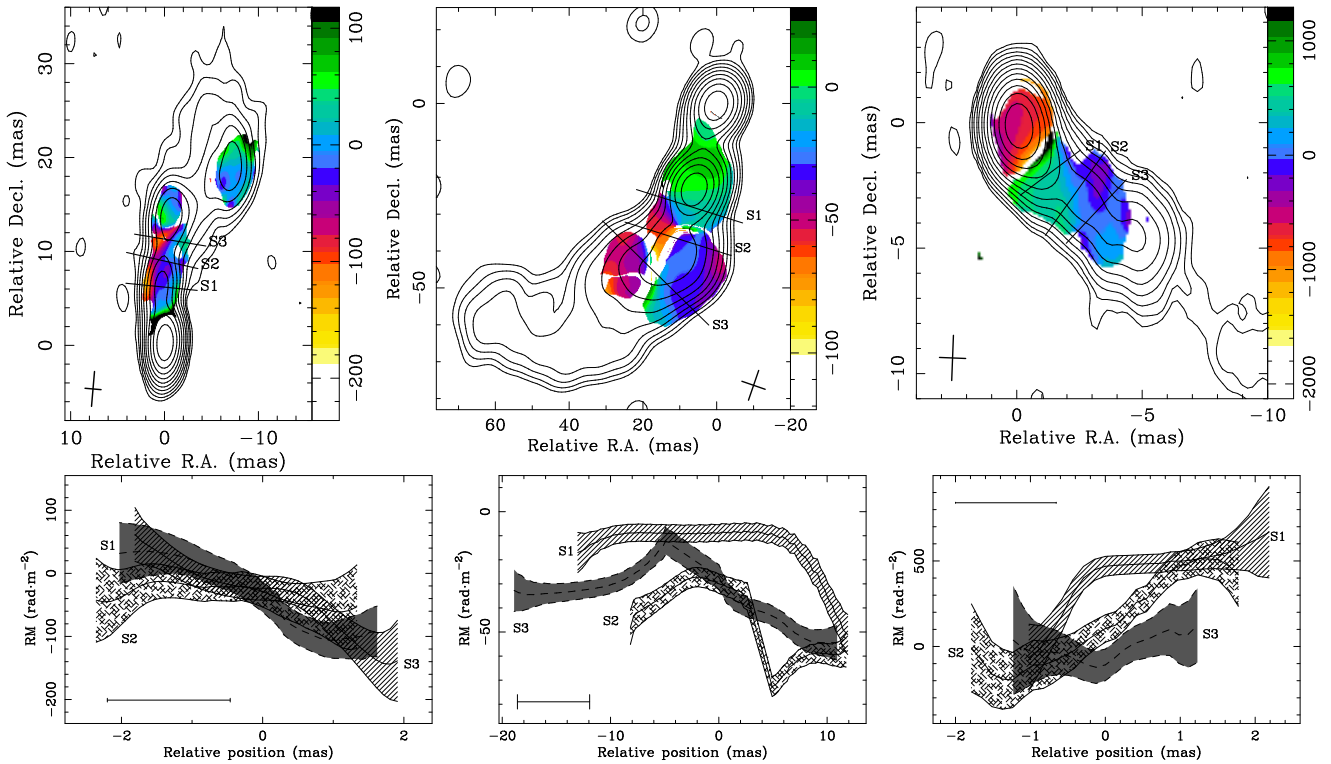 Relative Decl. (mas)
30
20
10
0
S3
S2
S1
10
0
−10
Relative R.A. (mas)
100
0
−100
−200
Relative Decl. (mas)
0
−50
S1
S2
S3
60
40
20
0
−20
Relative R.A. (mas)
0
−50
−100
Relative Decl. (mas)
0
−5
−10
S1
S2
S3
0
−5
−10
Relative R.A. (mas)
1000
0
−1000
−2000
RM (rad·m−2)
100
0
−100
−200
S1
S2
S3
−2
0
2
Relative position (mas)
RM (rad·m−2)
0
−50
S1
S3
S2
−20
−10
0
10
Relative position (mas)
RM (rad·m−2)
500
0
S1
S2
S3
−2
−1
0
1
2
Relative position (mas)